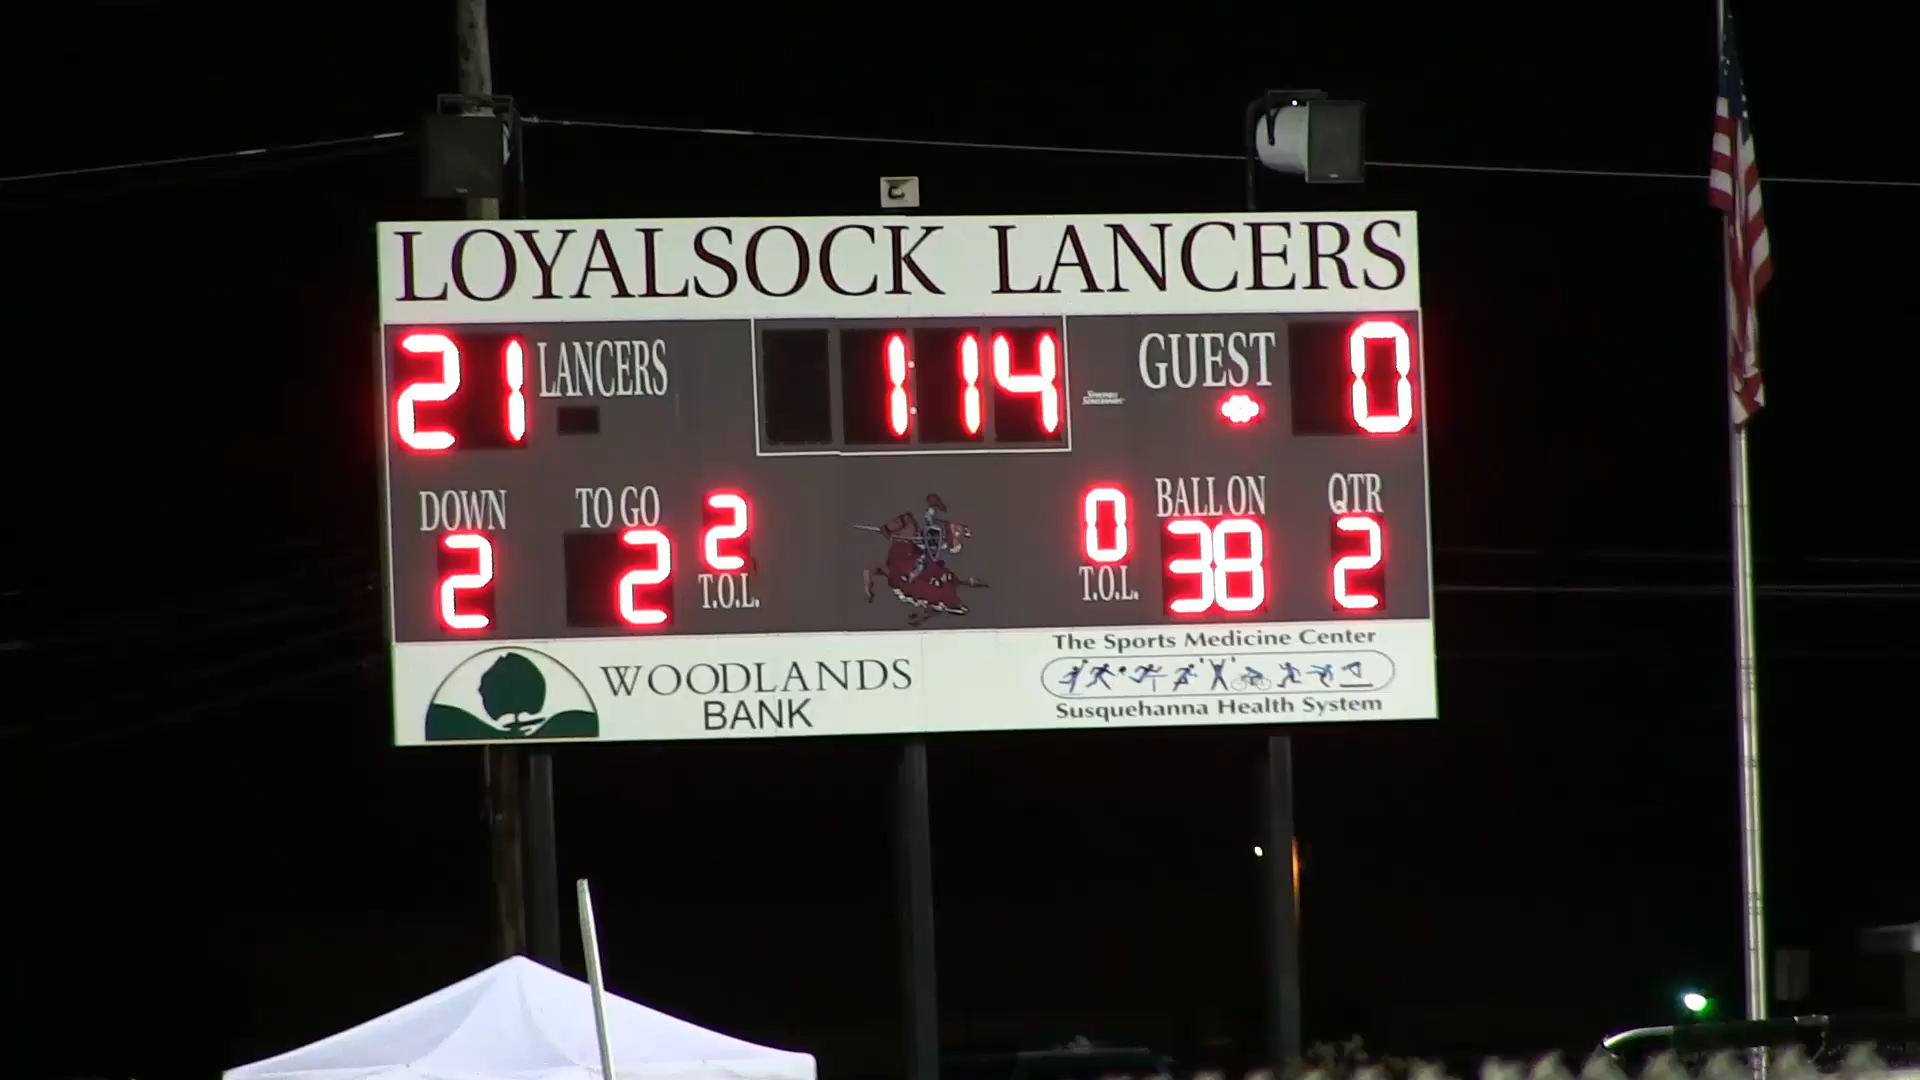 LOYALSOCK LANCERS
21 LANCERS 1:14 GUEST 0
DOWN TO GO 2 0 BALL ON QTR
2 2 T.O.L. T.O.L. 38 2
The Sports Medicine Center
WOODLANDS
BANK
Susquehanna Health System